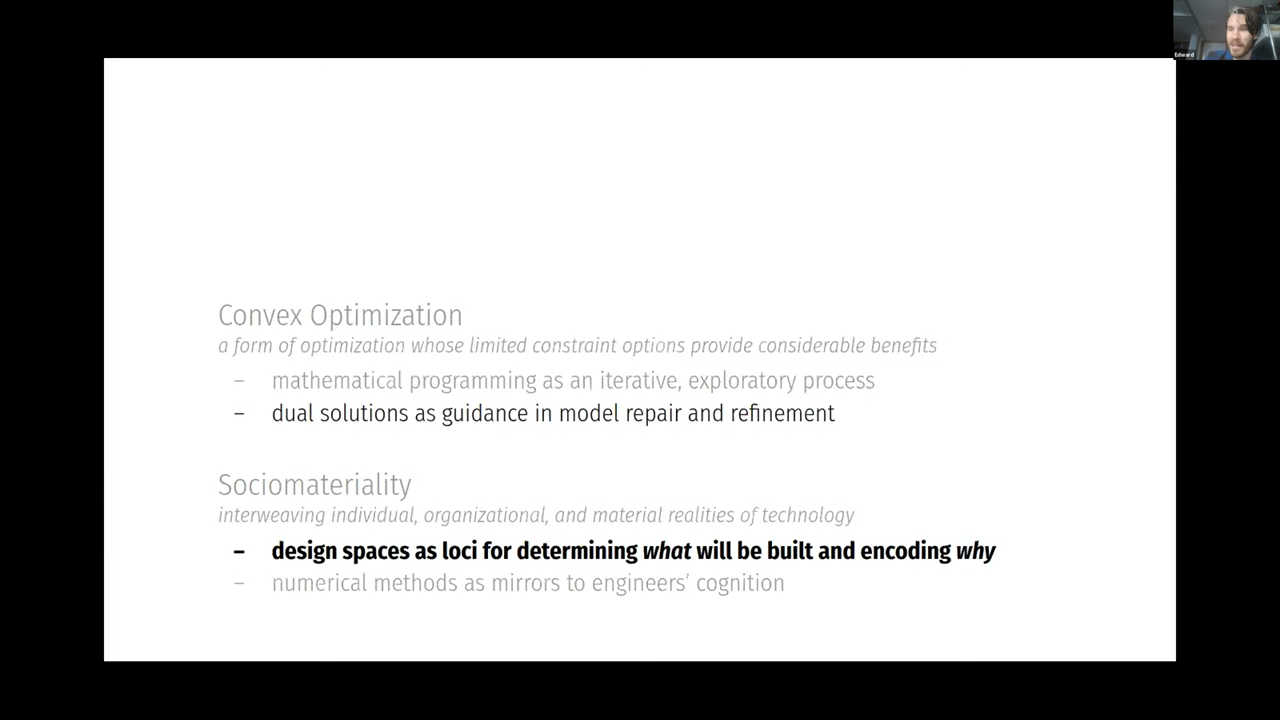 Edward
Convex Optimization
a form of optimization whose limited constraint options provide considerable benefits
– mathematical programming as an iterative, exploratory process
– dual solutions as guidance in model repair and refinement
Sociomateriality
interweaving individual, organizational, and material realities of technology
– design spaces as loci for determining what will be built and encoding why
– numerical methods as mirrors to engineers’ cognition